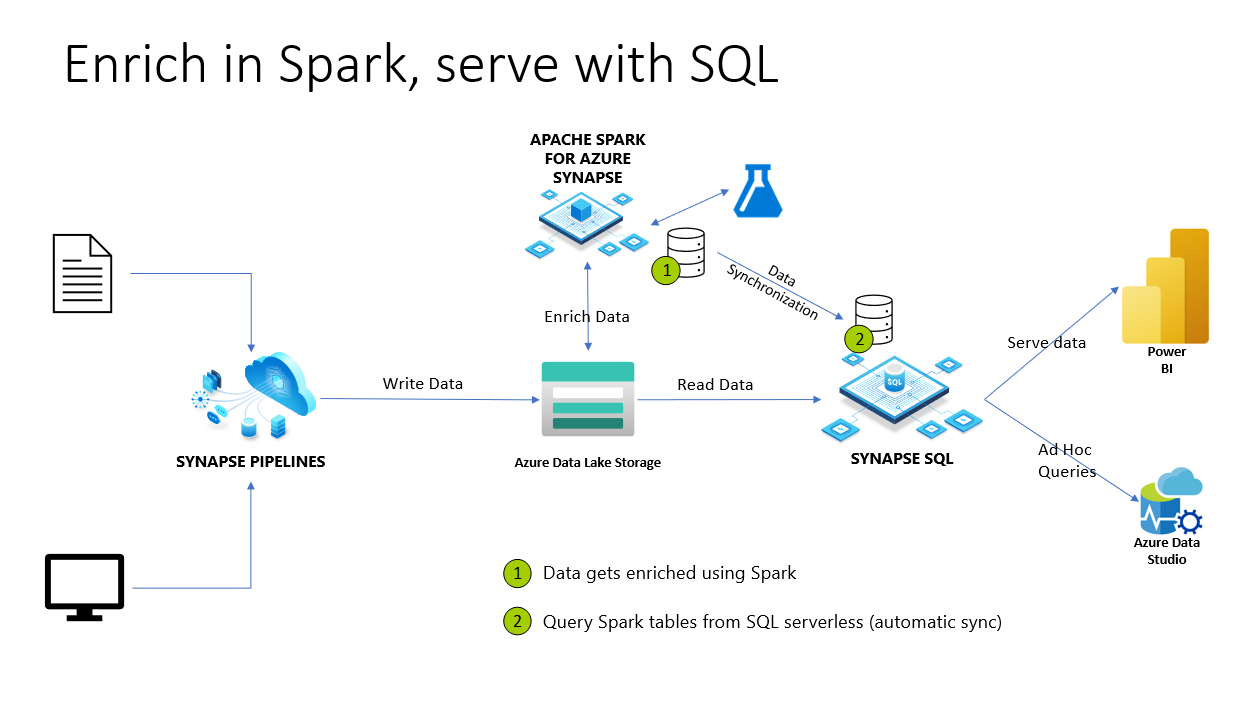 Enrich in Spark, serve with SQL
APACHE SPARK
FOR AZURE
SYNAPSE
1
Data
Synchronization
2
Enrich Data
Write Data
Read Data
Serve data
Power
BI
SQL
Ad Hoc
Queries
SYNAPSE PIPELINES
Azure Data Lake Storage
SYNAPSE SQL
Azure Data
Studio
1 Data gets enriched using Spark
2 Query Spark tables from SQL serverless (automatic sync)